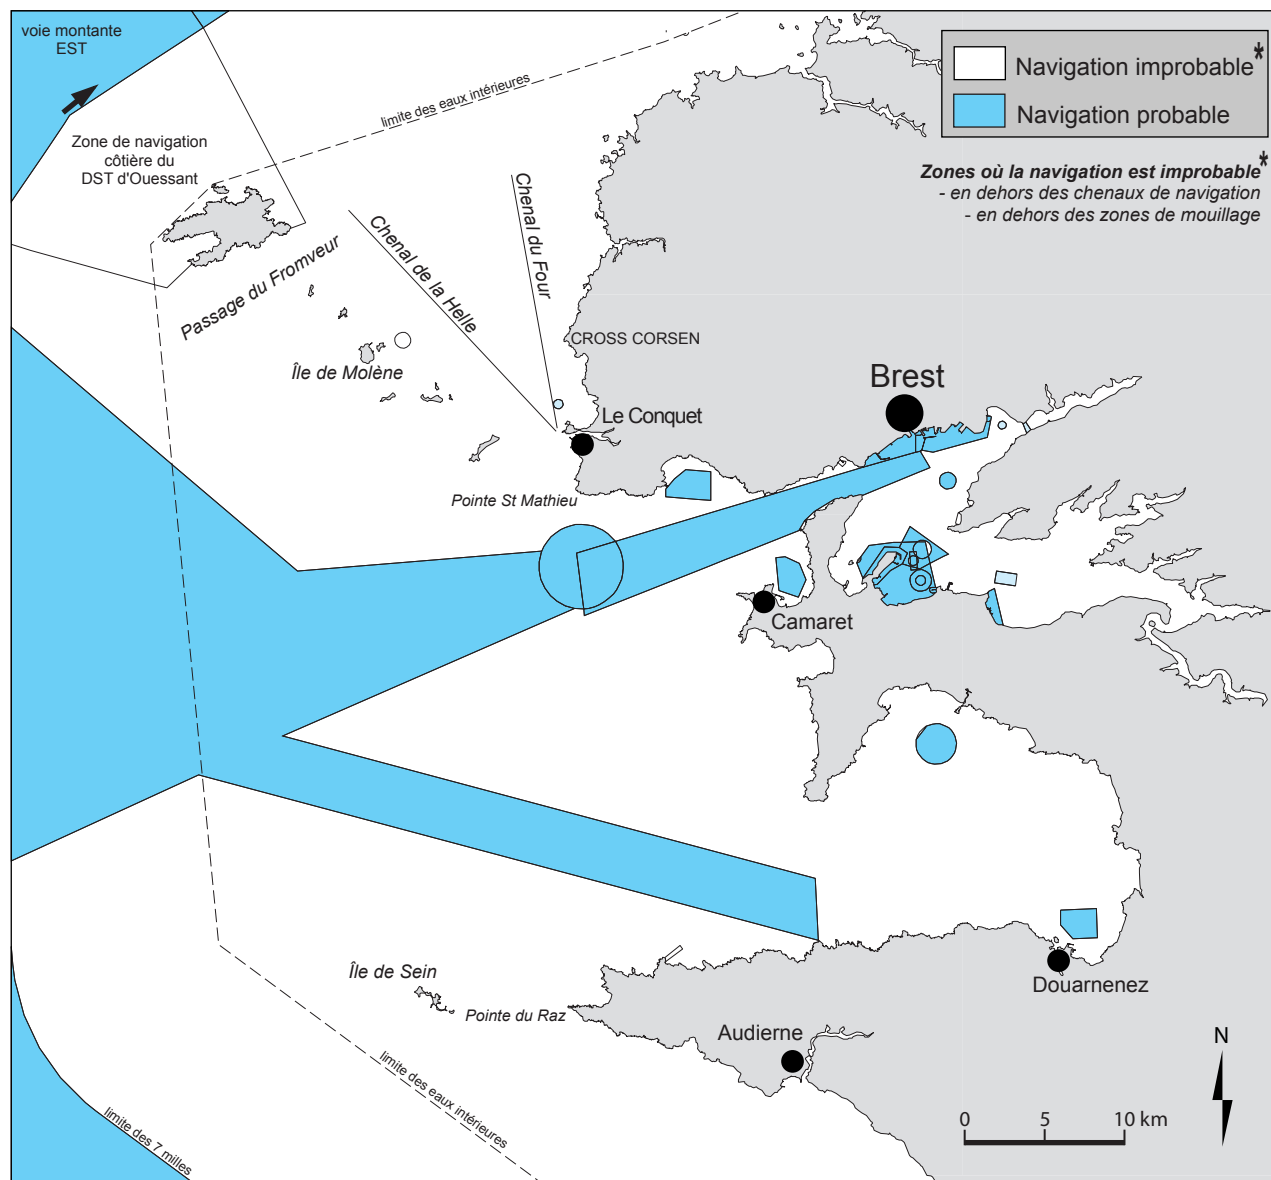 voie montante
EST
Zone de navigation
côtière du
DST d'Ouessant
limite des eaux intérieures
Navigation improbable*
Navigation probable
Zones où la navigation est improbable*
- en dehors des chenaux de navigation
- en dehors des zones de mouillage
Passage du Fromveur
Chenal de la Helle
Chenal du Four
CROSS CORSEN
Île de Molène
Brest
Le Conquet
Pointe St Mathieu
Camaret
Île de Sein
Pointe du Raz
Douarnenez
Audierne
limite des eaux intérieures
limite des 7 milles
N
0 5 10 km